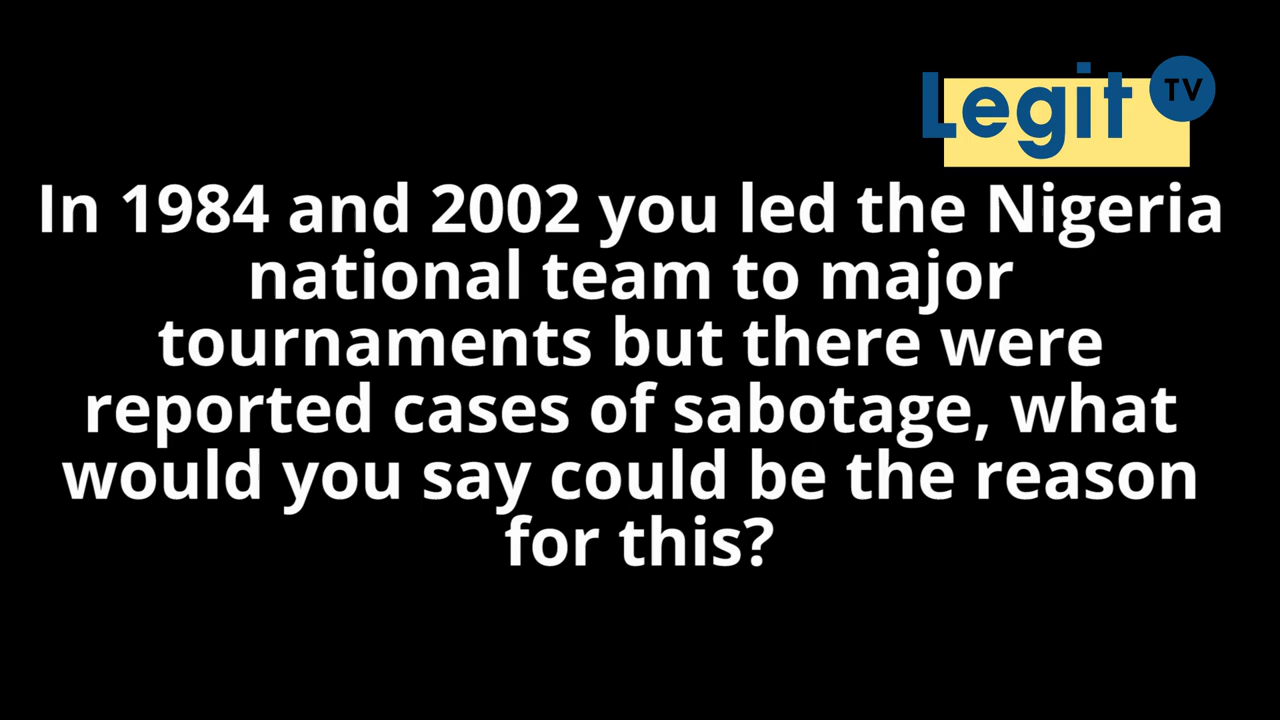 Legit TV
In 1984 and 2002 you led the Nigeria
national team to major
tournaments but there were
reported cases of sabotage, what
would you say could be the reason
for this?